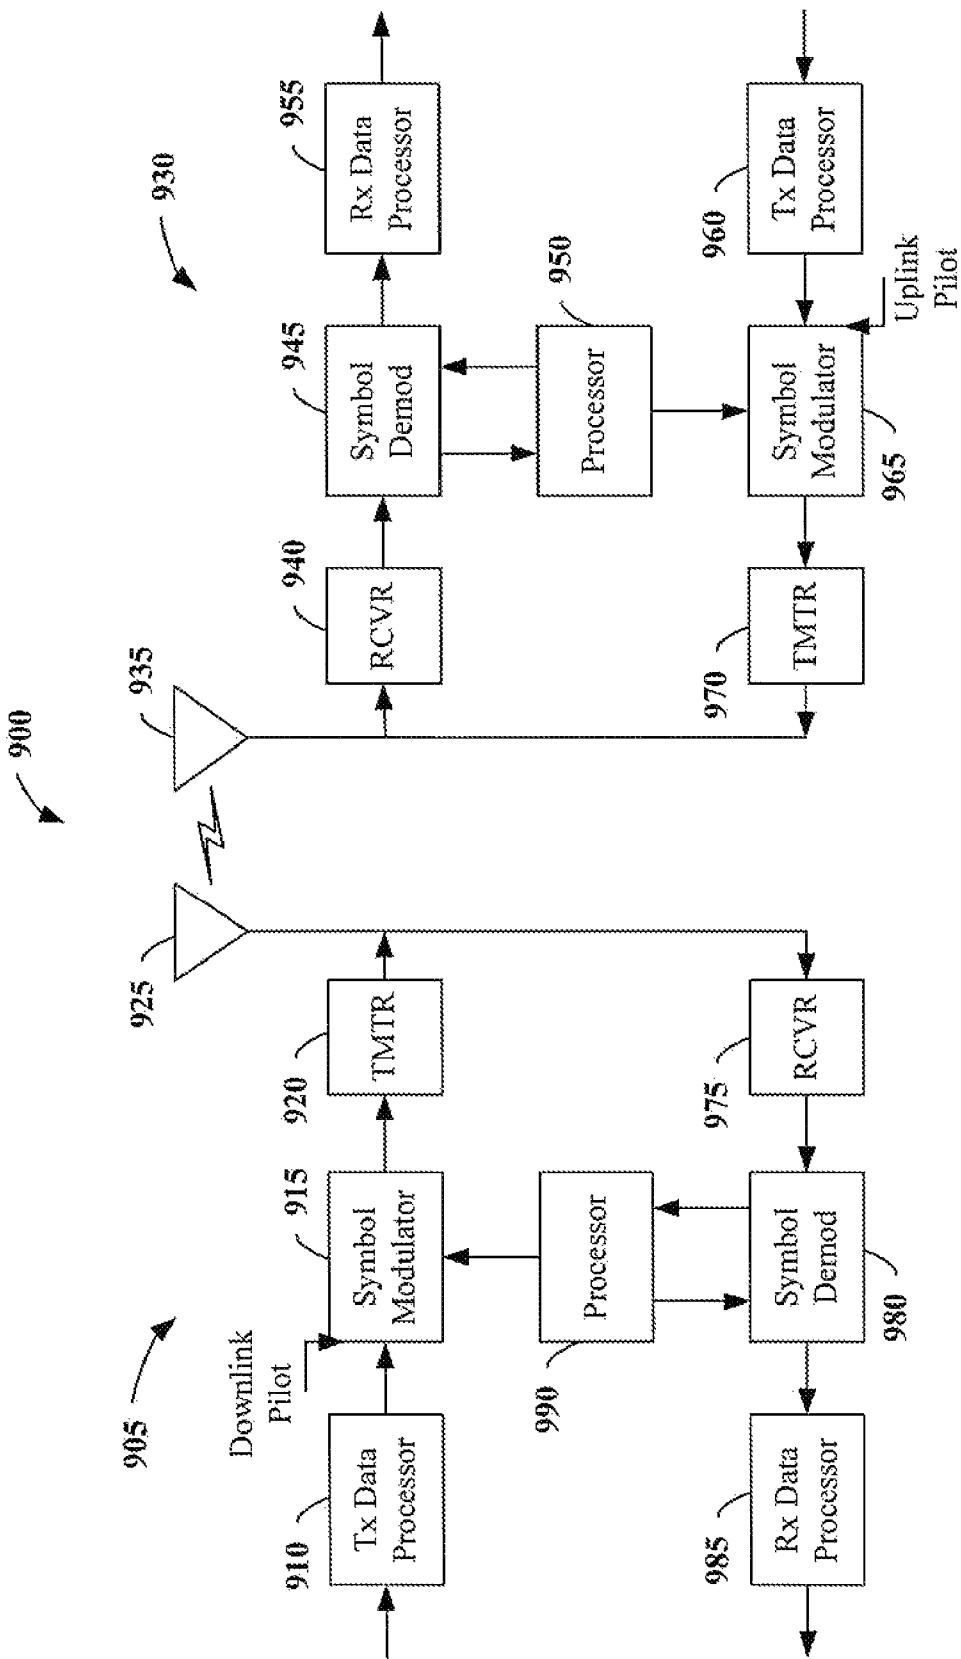 900
905
930
925
935
Downlink
Pilot
910
Tx Data
Processor
915
Symbol
Modulator
920
TMTR
940
RCVR
945
Symbol
Demod
955
Rx Data
Processor
990
Processor
950
Processor
985
Rx Data
Processor
980
Symbol
Demod
975
RCVR
970
TMTR
965
Symbol
Modulator
960
Tx Data
Processor
Uplink
Pilot